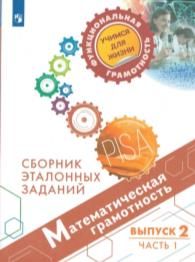 ФУНКЦИОНАЛЬНАЯ ГРАМОТНОСТЬ
УЧИМСЯ ДЛЯ ЖИЗНИ
PISA
СБОРНИК
ЭТАЛОННЫХ
ЗАДАНИЙ
Математическая
грамотность
ВЫПУСК 2
ЧАСТЬ 1